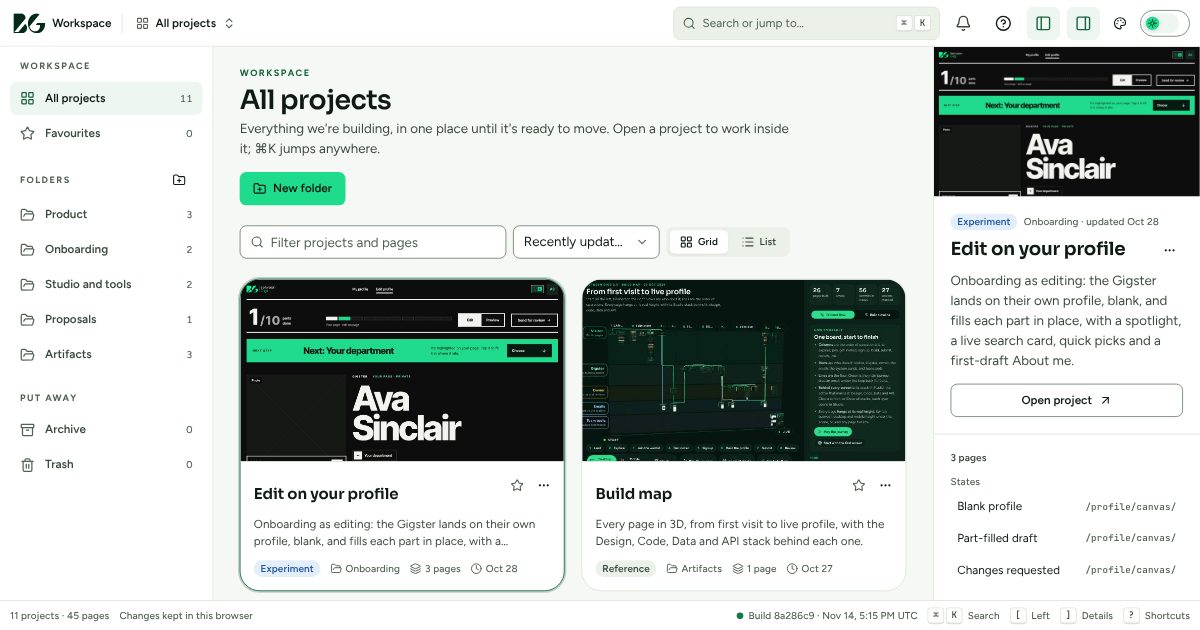 Workspace
All projects
Search or jump to...
⌘ K
WORKSPACE
All projects 11
Favourites 0
FOLDERS
Product 3
Onboarding 2
Studio and tools 2
Proposals 1
Artifacts 3
PUT AWAY
Archive 0
Trash 0
WORKSPACE
All projects
Everything we're building, in one place until it's ready to move. Open a project to work inside
it; ⌘K jumps anywhere.
New folder
Filter projects and pages
Recently updat...
Grid
List
1/10
Next: Your department
Ava
Sinclair
Your department
Edit on your profile
Onboarding as editing: the Gigster lands on their own
profile, blank, and fills each part in place, with a...
Experiment
Onboarding
3 pages
Oct 28
From first visit to live profile
One board, start to finish
Build map
Every page in 3D, from first visit to live profile, with the
Design, Code, Data and API stack behind each one.
Reference
Artifacts
1 page
Oct 27
1/10
Next: Your department
Ava
Sinclair
Your department
Experiment
Onboarding · updated Oct 28
Edit on your profile
Onboarding as editing: the Gigster
lands on their own profile, blank, and
fills each part in place, with a spotlight,
a live search card, quick picks and a
first-draft About me.
Open project
3 pages
States
Blank profile /profile/canvas/
Part-filled draft /profile/canvas/
Changes requested /profile/canvas/
11 projects · 45 pages Changes kept in this browser
Build 8a286c9 · Nov 14, 5:15 PM UTC ⌘ K Search [ Left ] Details ? Shortcuts